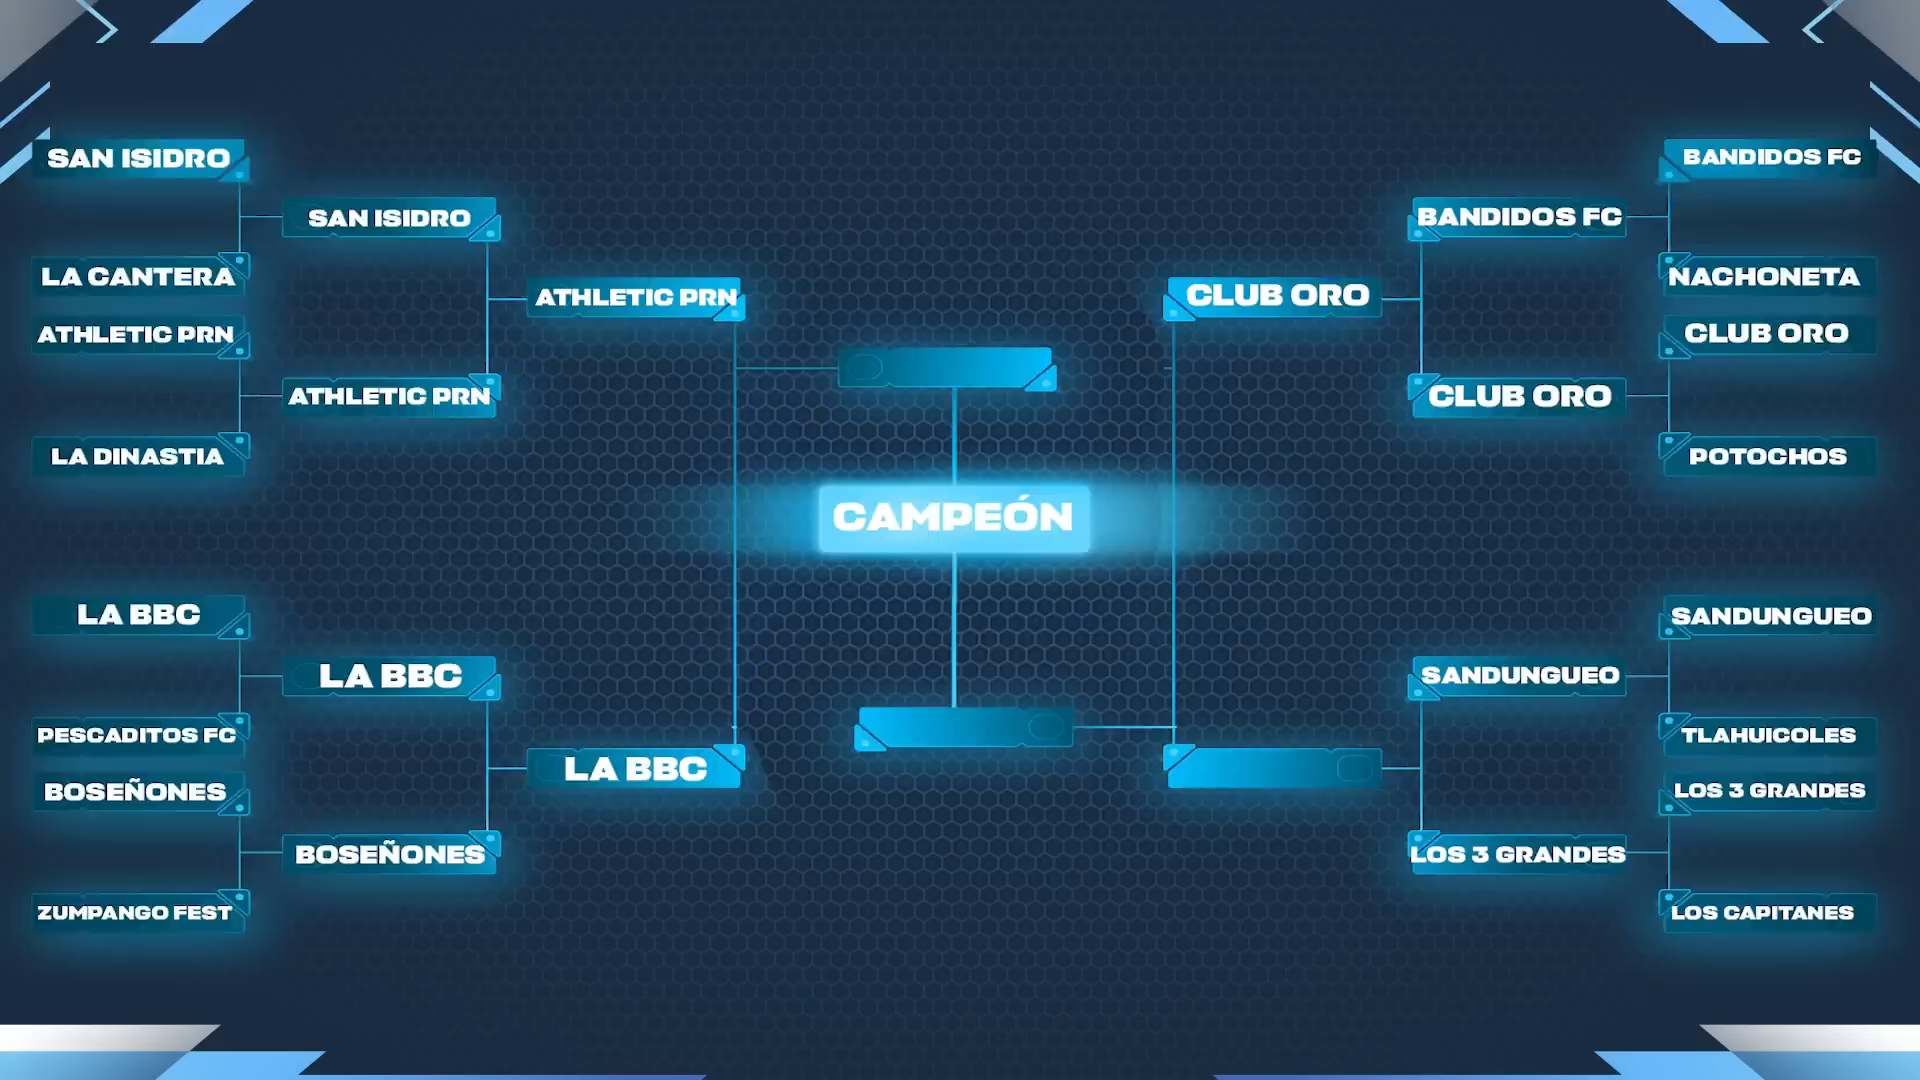 SAN ISIDRO
LA CANTERA
ATHLETIC PRN
LA DINASTIA
LA BBC
PESCADITOS FC
BOSEÑONES
ZUMPANGO FEST
SAN ISIDRO
ATHLETIC PRN
LA BBC
BOSEÑONES
ATHLETIC PRN
LA BBC
CAMPEÓN
CLUB ORO
BANDIDOS FC
CLUB ORO
SANDUNGUEO
LOS 3 GRANDES
BANDIDOS FC
NACHONETA
CLUB ORO
POTOCHOS
SANDUNGUEO
TLAHUICOLES
LOS 3 GRANDES
LOS CAPITANES